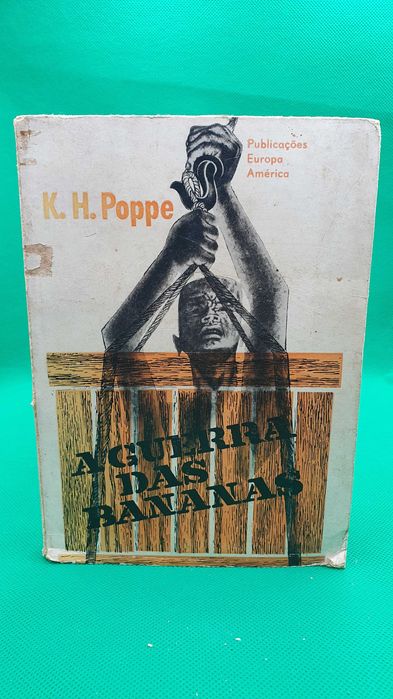 Publicações
Europa
América
K. H. Poppe
A GUERRA
DAS
BANANAS